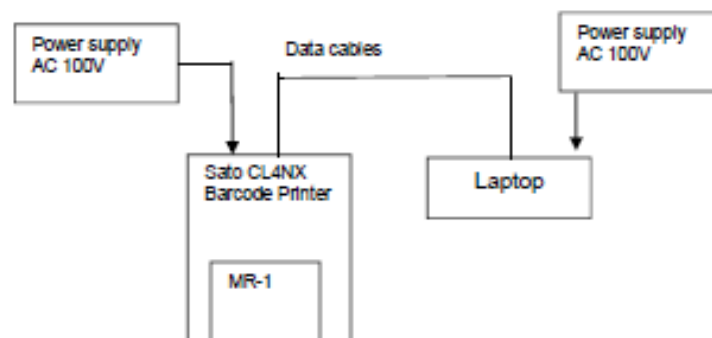 Power supply
AC 100V
Data cables
Power supply
AC 100V
Sato CL4NX
Barcode Printer
Laptop
MR-1